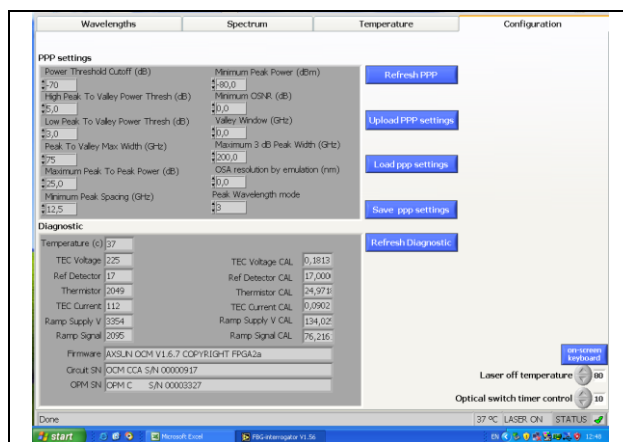 Wavelengths Spectrum Temperature Configuration
PPP settings
Power Threshold Cutoff (dB) Minimum Peak Power (dBm) Refresh PPP
-70 -80,0
High Peak To Valley Power Thresh (dB) Minimum OSNR (dB)
5,0 0,0
Low Peak To Valley Power Thresh (dB) Valley Window (GHz) Upload PPP settings
3,0 0,0
Peak To Valley Max Width (GHz) Maximum 3 dB Peak Width (GHz)
75 200,0
Maximum Peak To Peak Power (dB) OSA resolution by emulation (nm) Load ppp settings
25,0 0,0
Minimum Peak Spacing (GHz) Peak Wavelength mode
12,5 3 Save ppp settings
Diagnostic
Temperature (c) 37 Refresh Diagnostic
TEC Voltage 225 TEC Voltage CAL 0,1813
Ref Detector 17 Ref Detector CAL 17,000
Thermistor 2049 Thermistor CAL 24,971
TEC Current 112 TEC Current CAL 0,0902
Ramp Supply V 3354 Ramp Supply V CAL 134,02
Ramp Signal 2095 Ramp Signal CAL 76,216
Firmware AXSUN OCM V1.6.7 COPYRIGHT FPGA2a
Circuit SN OCM CCA S/N 00000917
OPM SN OPM C S/N 00003327
on-screen
keyboard
Laser off temperature 80
Optical switch timer control 10
Done 37 ºC LASER ON STATUS
start Microsoft Excel FBG-interrogator V1.56 EN 12:48